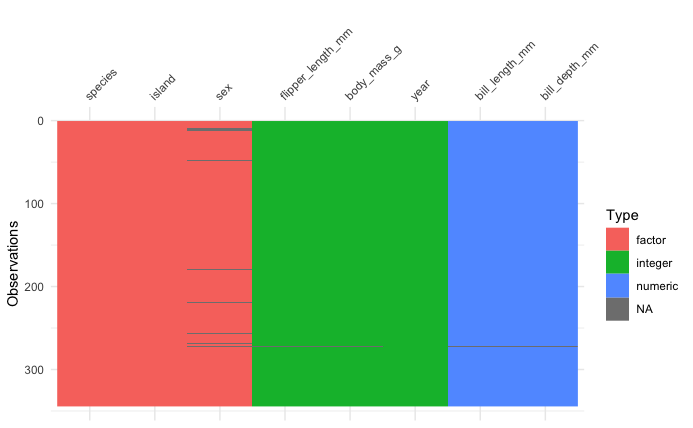 species
island
sex
flipper_length_mm
body_mass_g
year
bill_length_mm
bill_depth_mm
Observations
0
100
200
300
Type
factor
integer
numeric
NA